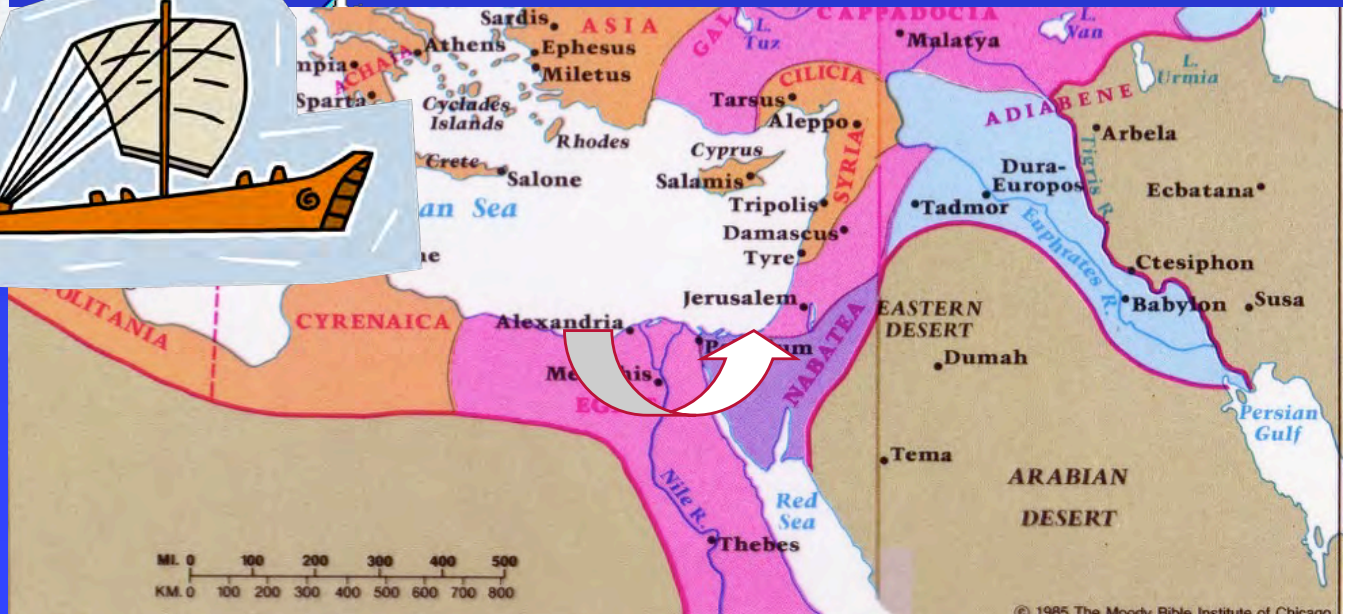 Sardis
ASIA
CAPPADOCIA
L.
Van
L.
Tuz
Athens
Ephesus
Malatya
L.
Urmia
mpia
ACHAIA
Miletus
CILICIA
Sparta
Cyclades
Islands
Tarsus
ADIABENE
Aleppo
Arbela
Rhodes
Cyprus
Crete
Salone
Salamis
SYRIA
Dura-
Europos
Tigris R.
Ecbatana
an Sea
Tripolis
Tadmor
Damascus
Euphrates R.
Tyre
Ctesiphon
Jerusalem
EASTERN
DESERT
Babylon
Susa
POLITANIA
CYRENAICA
Alexandria
NABATEA
Dumah
Persian
Gulf
Tema
ARABIAN
DESERT
Nile R.
Red
Sea
Thebes
MI. 0 100 200 300 400 500
KM. 0 100 200 300 400 500 600 700 800
© 1985 The Moody Bible Institute of Chicago